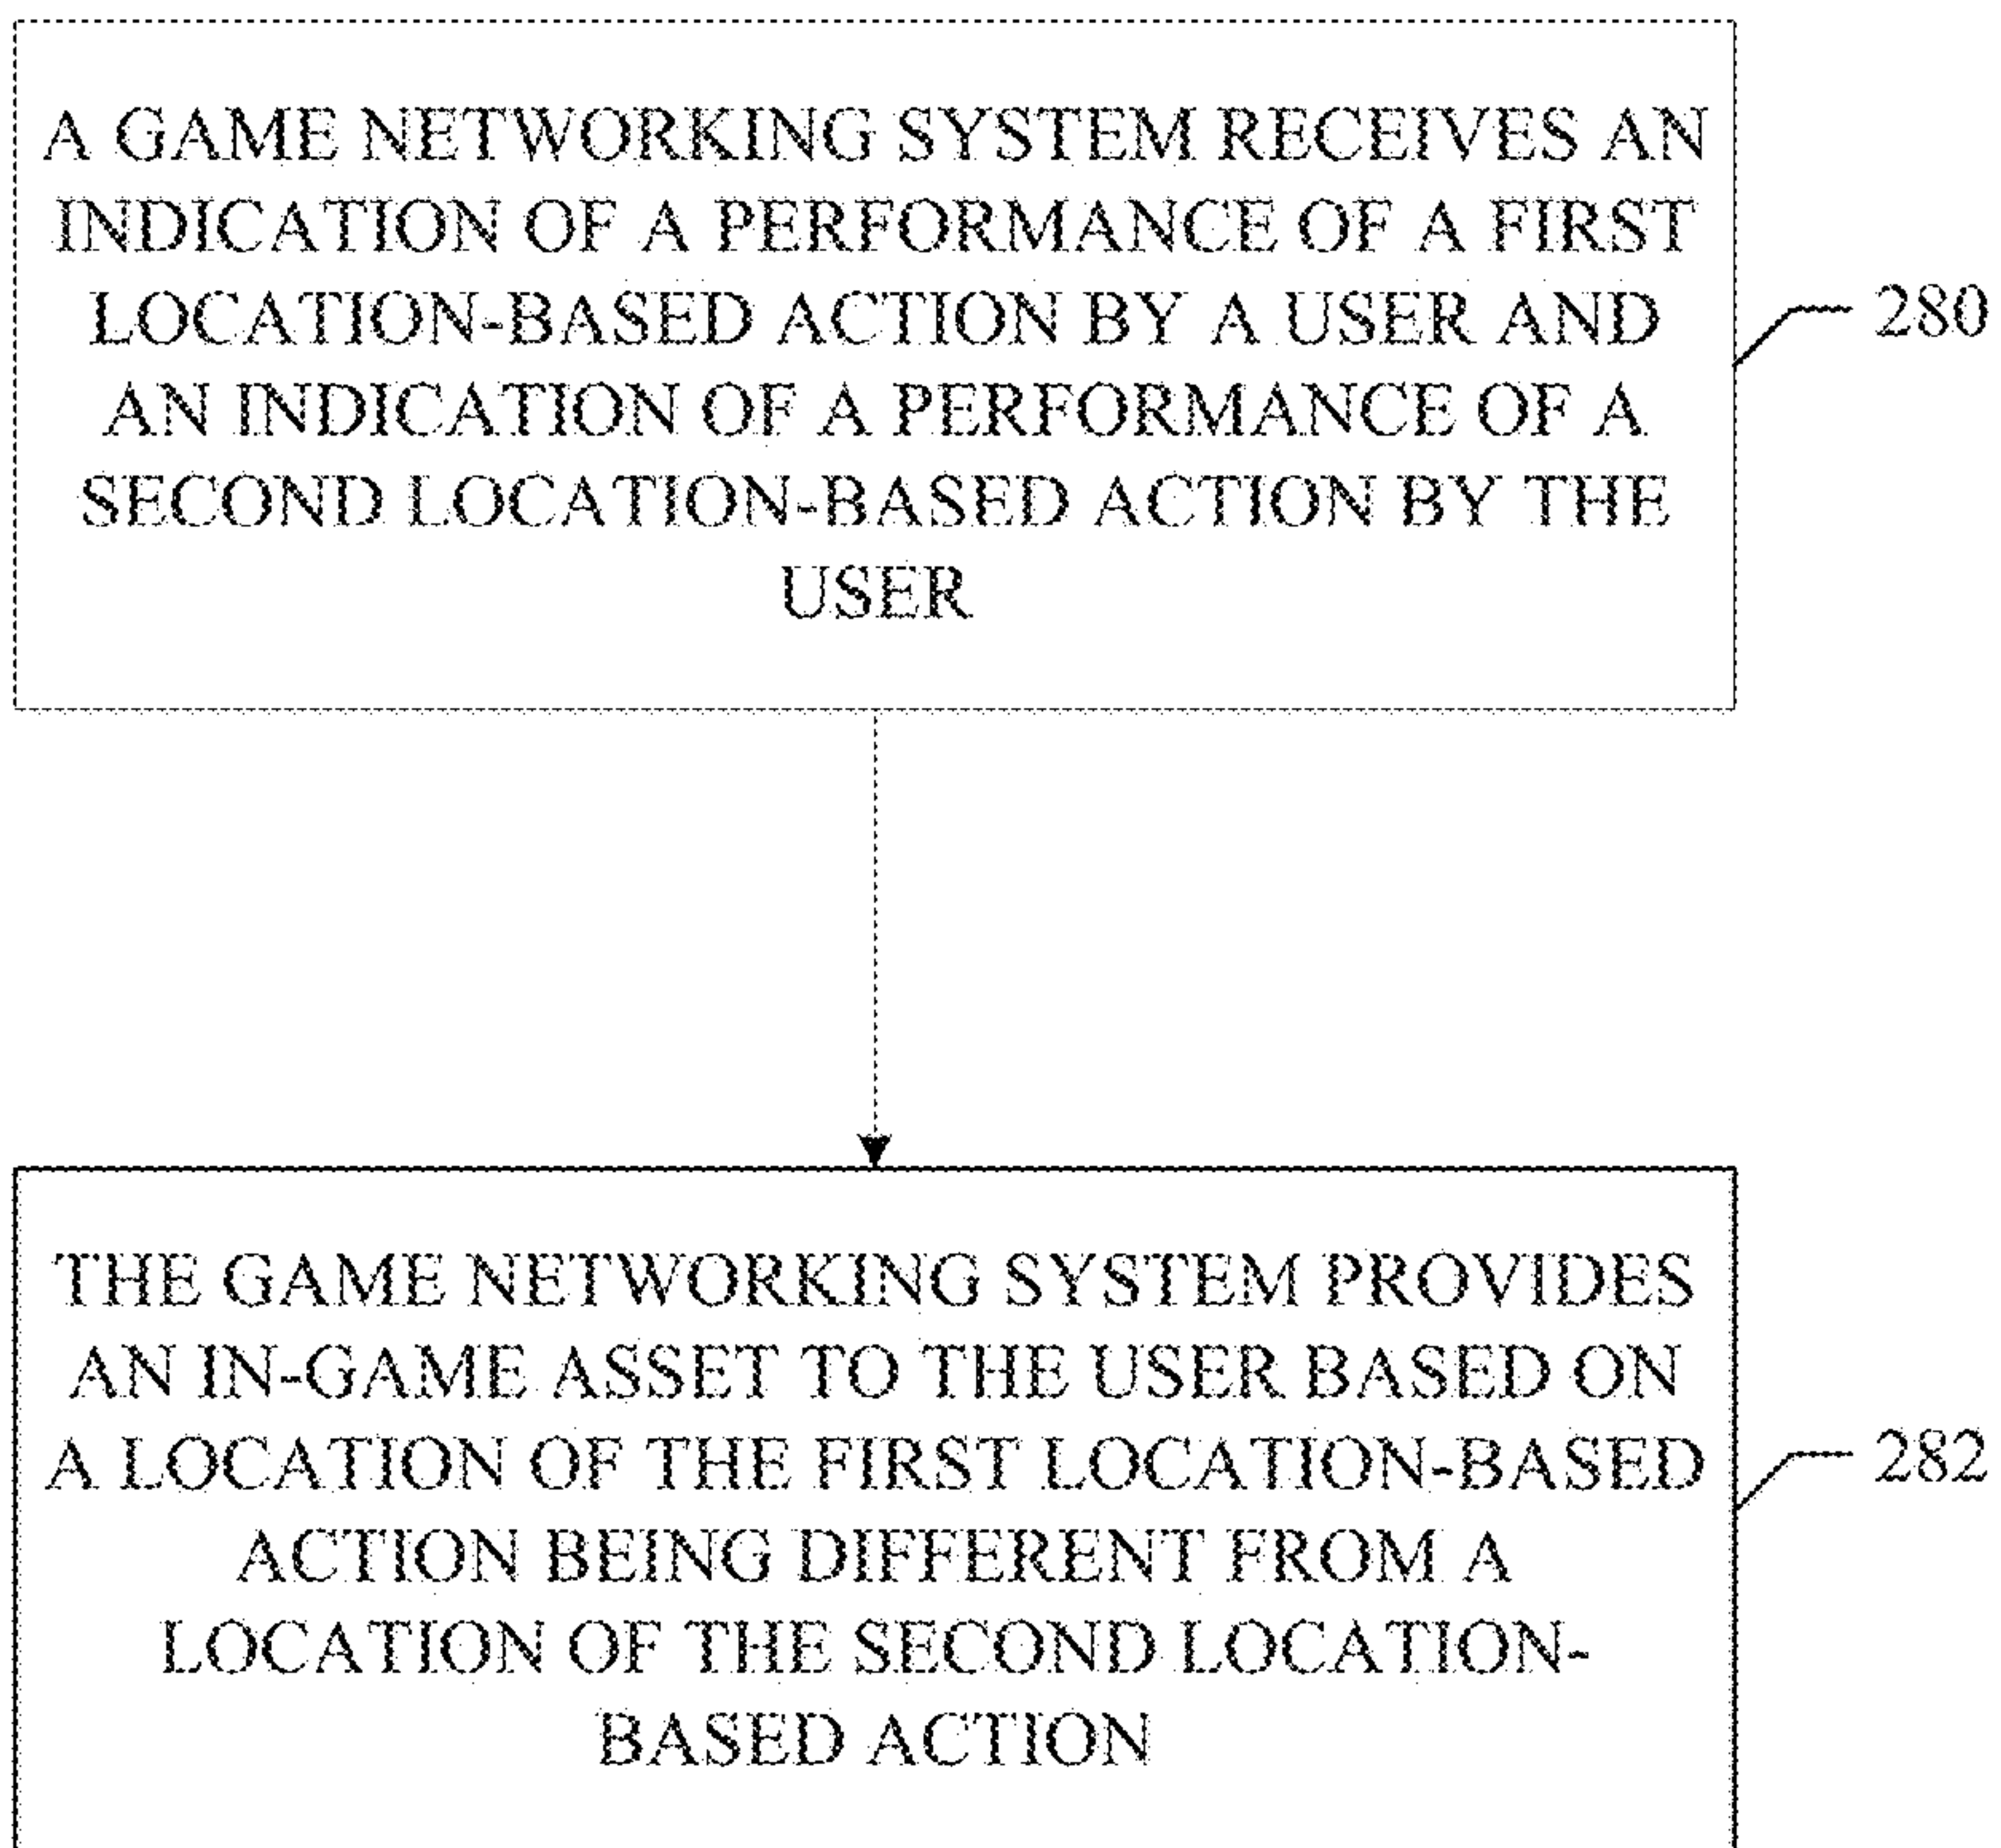 A GAME NETWORKING SYSTEM RECEIVES AN
INDICATION OF A PERFORMANCE OF A FIRST
LOCATION-BASED ACTION BY A USER AND
AN INDICATION OF A PERFORMANCE OF A
SECOND LOCATION-BASED ACTION BY THE
USER
280
THE GAME NETWORKING SYSTEM PROVIDES
AN IN-GAME ASSET TO THE USER BASED ON
A LOCATION OF THE FIRST LOCATION-BASED
ACTION BEING DIFFERENT FROM A
LOCATION OF THE SECOND LOCATION-
BASED ACTION
282